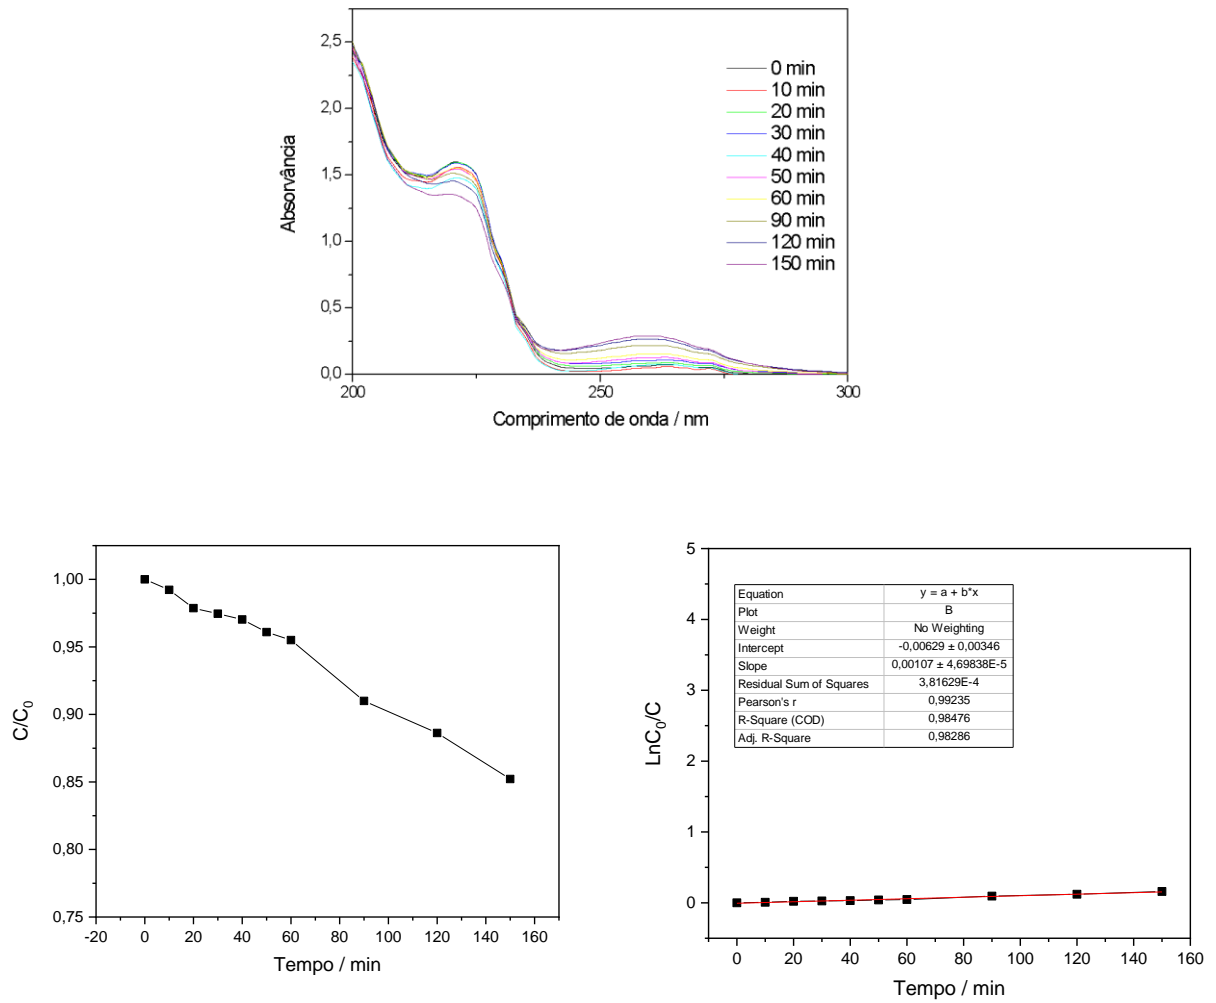 2,5
2,0
1,5
1,0
0,5
0,0
Absorvância
0 min
10 min
20 min
30 min
40 min
50 min
60 min
90 min
120 min
150 min
200 250 300
Comprimento de onda / nm
1,00
0,95
0,90
0,85
0,80
0,75
C/C₀
-20 0 20 40 60 80 100 120 140 160
Tempo / min
5
4
3
2
1
0
LnC₀/C
Equation y = a + b*x
Plot B
Weight No Weighting
Intercept -0,00629 ± 0,00346
Slope 0,00107 ± 4,69838E-5
Residual Sum of Squares 3,81629E-4
Pearson's r 0,99235
R-Square (COD) 0,98476
Adj. R-Square 0,98286
0 20 40 60 80 100 120 140 160
Tempo / min